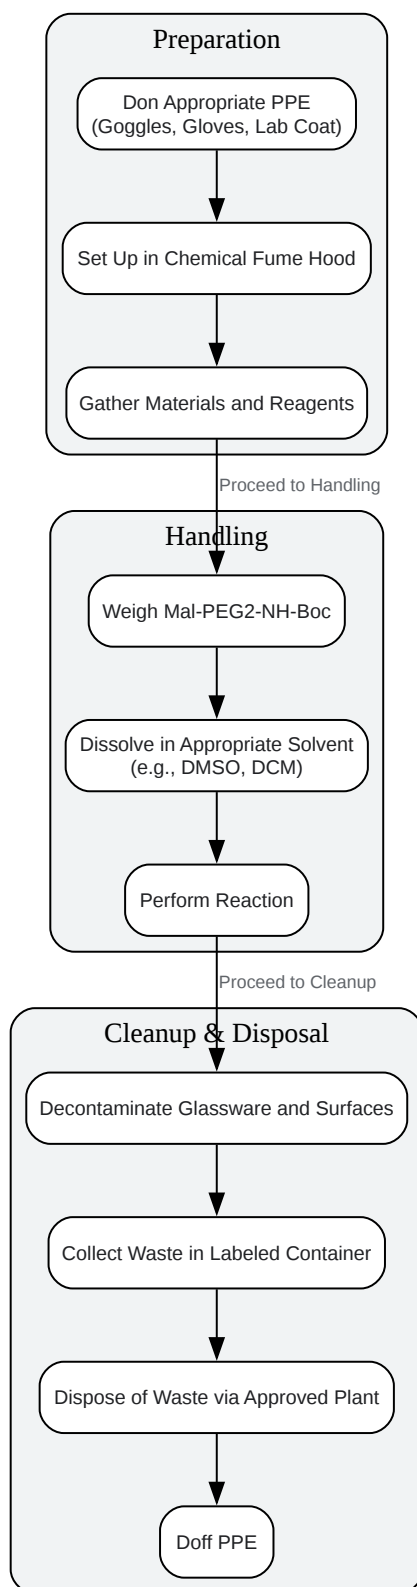 Preparation
Don Appropriate PPE
(Goggles, Gloves, Lab Coat)
Set Up in Chemical Fume Hood
Gather Materials and Reagents
Proceed to Handling
Handling
Weigh Mal-PEG2-NH-Boc
Dissolve in Appropriate Solvent
(e.g., DMSO, DCM)
Perform Reaction
Proceed to Cleanup
Cleanup & Disposal
Decontaminate Glassware and Surfaces
Collect Waste in Labeled Container
Dispose of Waste via Approved Plant
Doff PPE